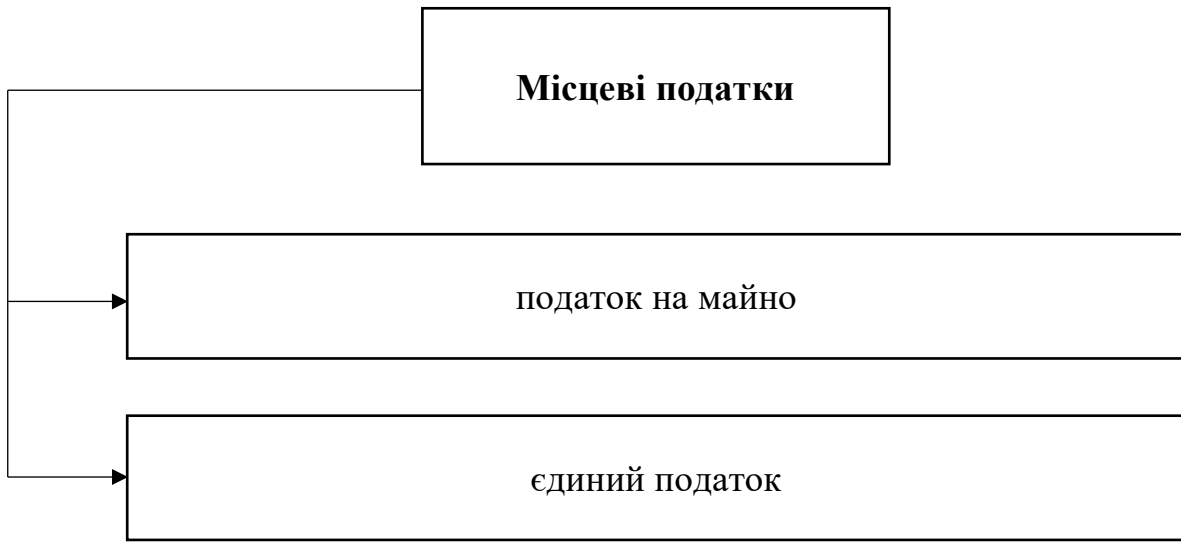 Місцеві податки
податок на майно
єдиний податок